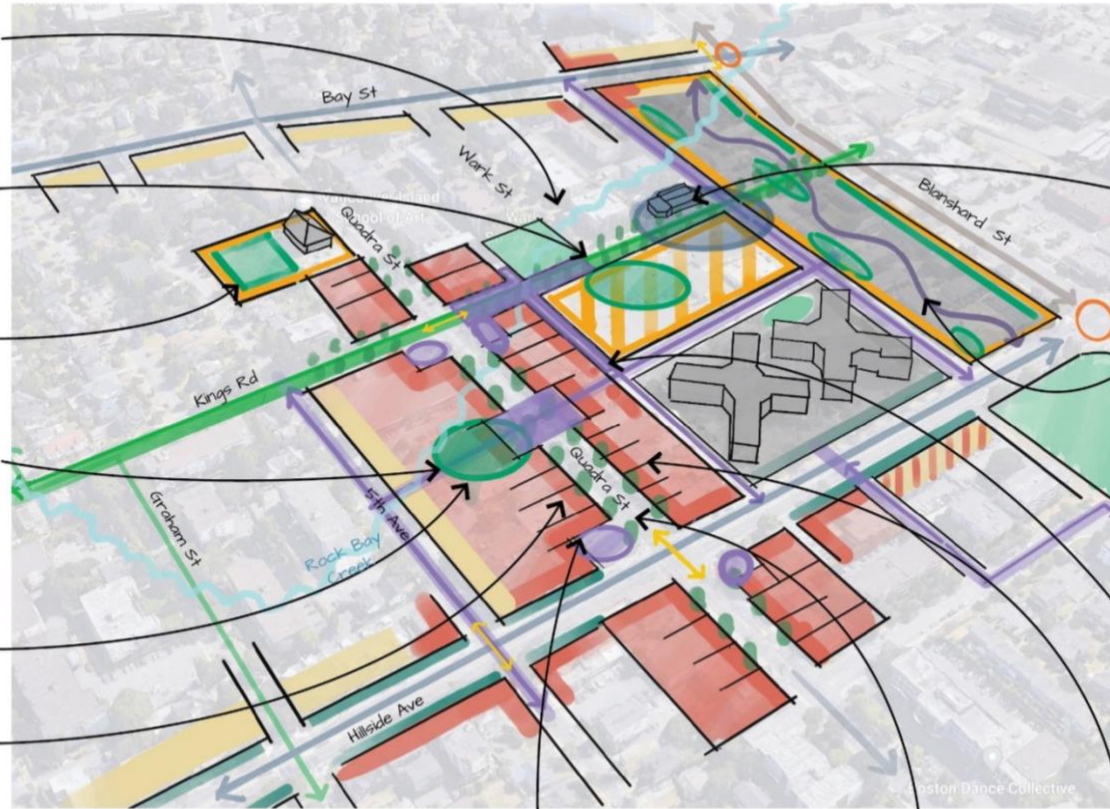 Bay St
Wark St
Quadra St
Blanshard St
Kings Rd
Quadra St
5th Ave
Graham St
Rock Bay
Creek
Hillside Ave
Boston Dance Collective